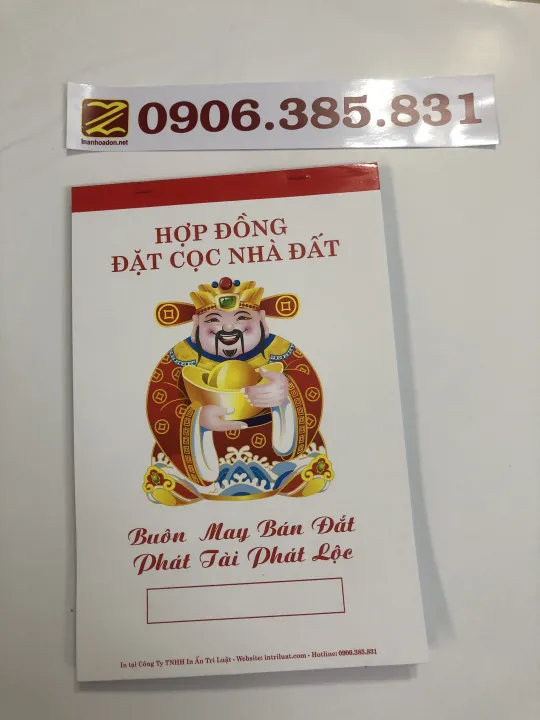 Inanhoadon.net
0906.385.831
HỢP ĐỒNG
ĐẶT CỌC NHÀ ĐẤT
Buôn May Bán Đắt
Phát Tài Phát Lộc
In tại Công Ty TNHH In Ấn Trí Luật - Website: intriluat.com - Hotline: 0906.385.831